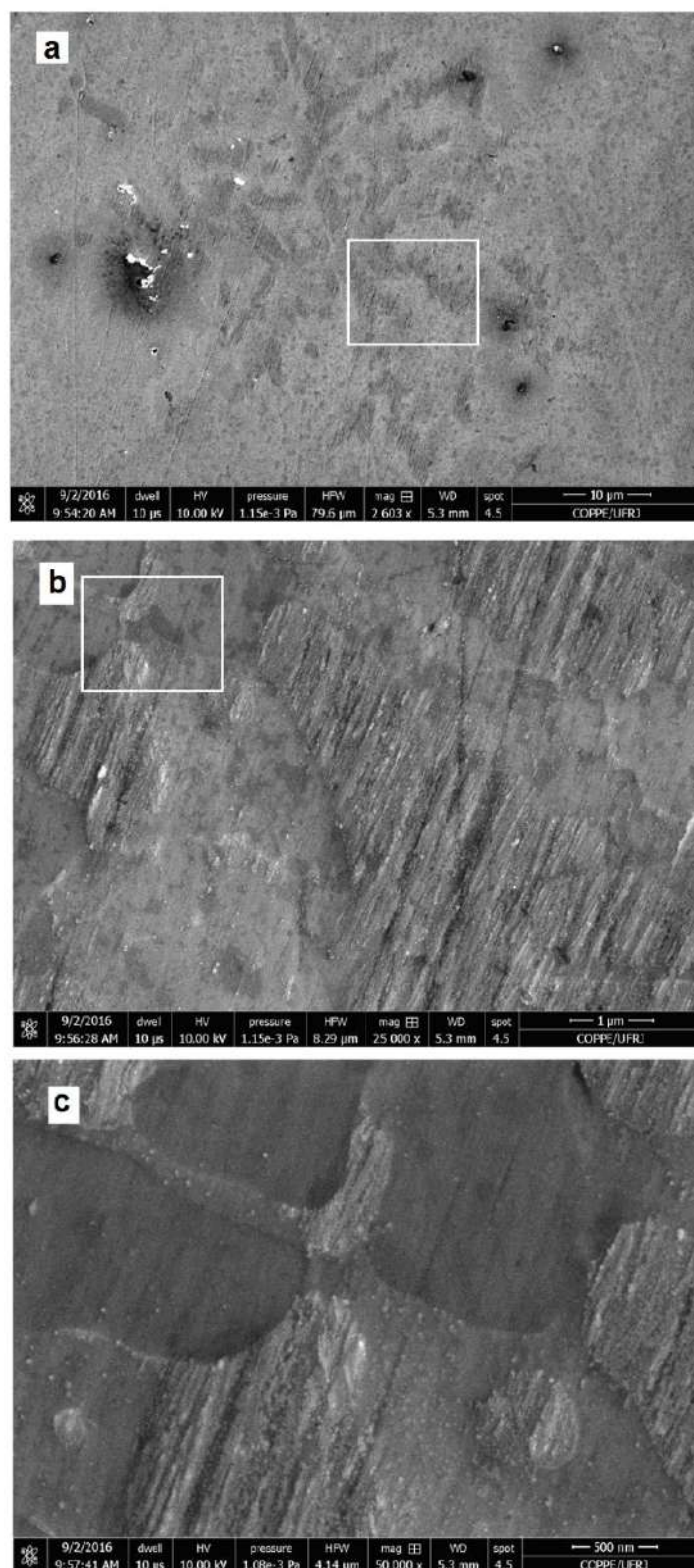 a
9/2/2016 dwell HV pressure HFW mag WD spot 10 µm
9:54:20 AM 10 µs 10.00 kV 1.15e-3 Pa 79.6 µm 2 603 x 5.3 mm 4.5 COPPE/UFRJ
b
9/2/2016 dwell HV pressure HFW mag WD spot 1 µm
9:56:28 AM 10 µs 10.00 kV 1.15e-3 Pa 8.29 µm 25 000 x 5.3 mm 4.5 COPPE/UFRJ
c
9/2/2016 dwell HV pressure HFW mag WD spot 500 nm
9:57:41 AM 10 µs 10.00 kV 1.08e-3 Pa 4.14 µm 50 000 x 5.3 mm 4.5 COPPE/UFRJ